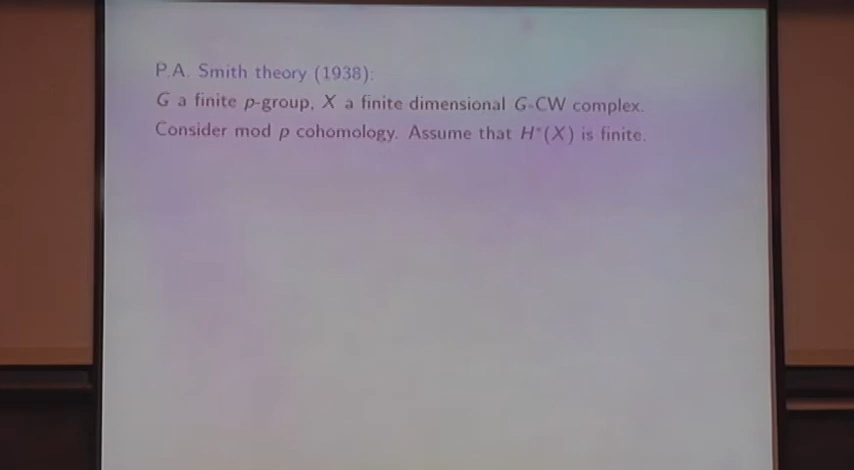 P.A. Smith theory (1938):
G a finite p-group, X a finite dimensional G-CW complex.
Consider mod p cohomology. Assume that H*(X) is finite.